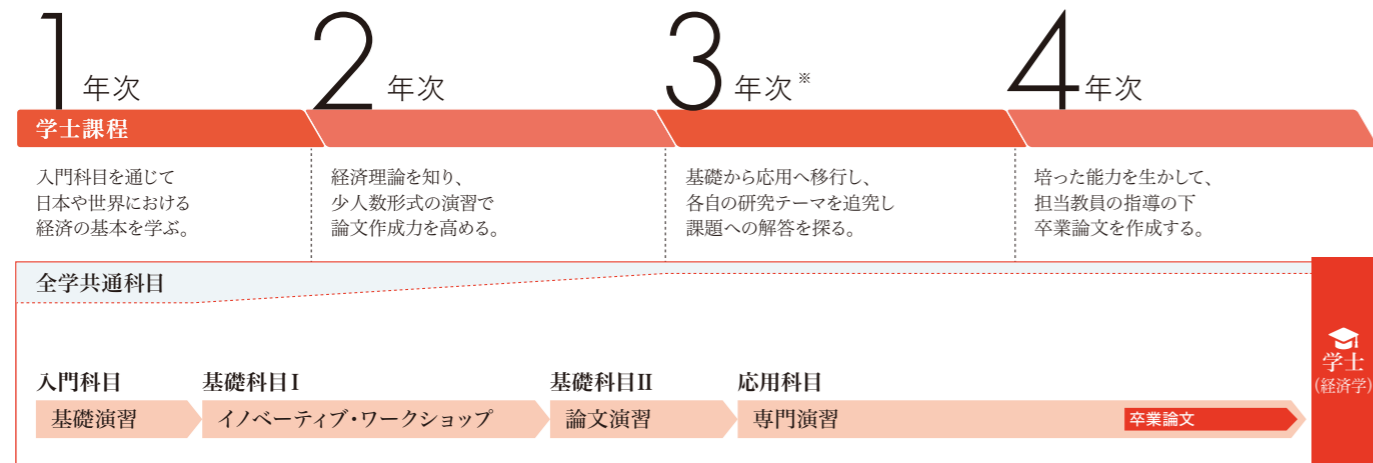 1年次
2年次
3年次※
4年次
学士課程
入門科目を通じて
日本や世界における
経済の基本を学ぶ。
経済理論を知り、
少人数形式の演習で
論文作成力を高める。
基礎から応用へ移行し、
各自の研究テーマを追究し
課題への解答を探る。
培った能力を生かして、
担当教員の指導の下
卒業論文を作成する。
全学共通科目
入門科目
基礎科目I
基礎科目II
応用科目
基礎演習
イノベーティブ・ワークショップ
論文演習
専門演習
卒業論文
学士
(経済学)